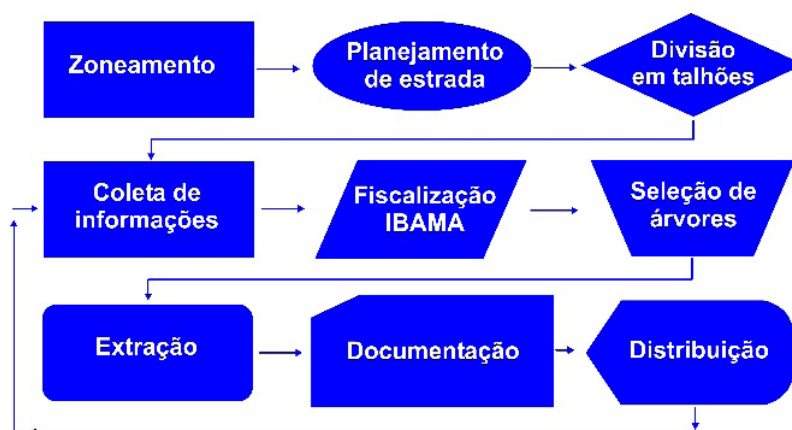 Zoneamento
Planejamento
de estrada
Divisão
em talhões
Coleta de
informações
Fiscalização
IBAMA
Seleção de
árvores
Extração
Documentação
Distribuição